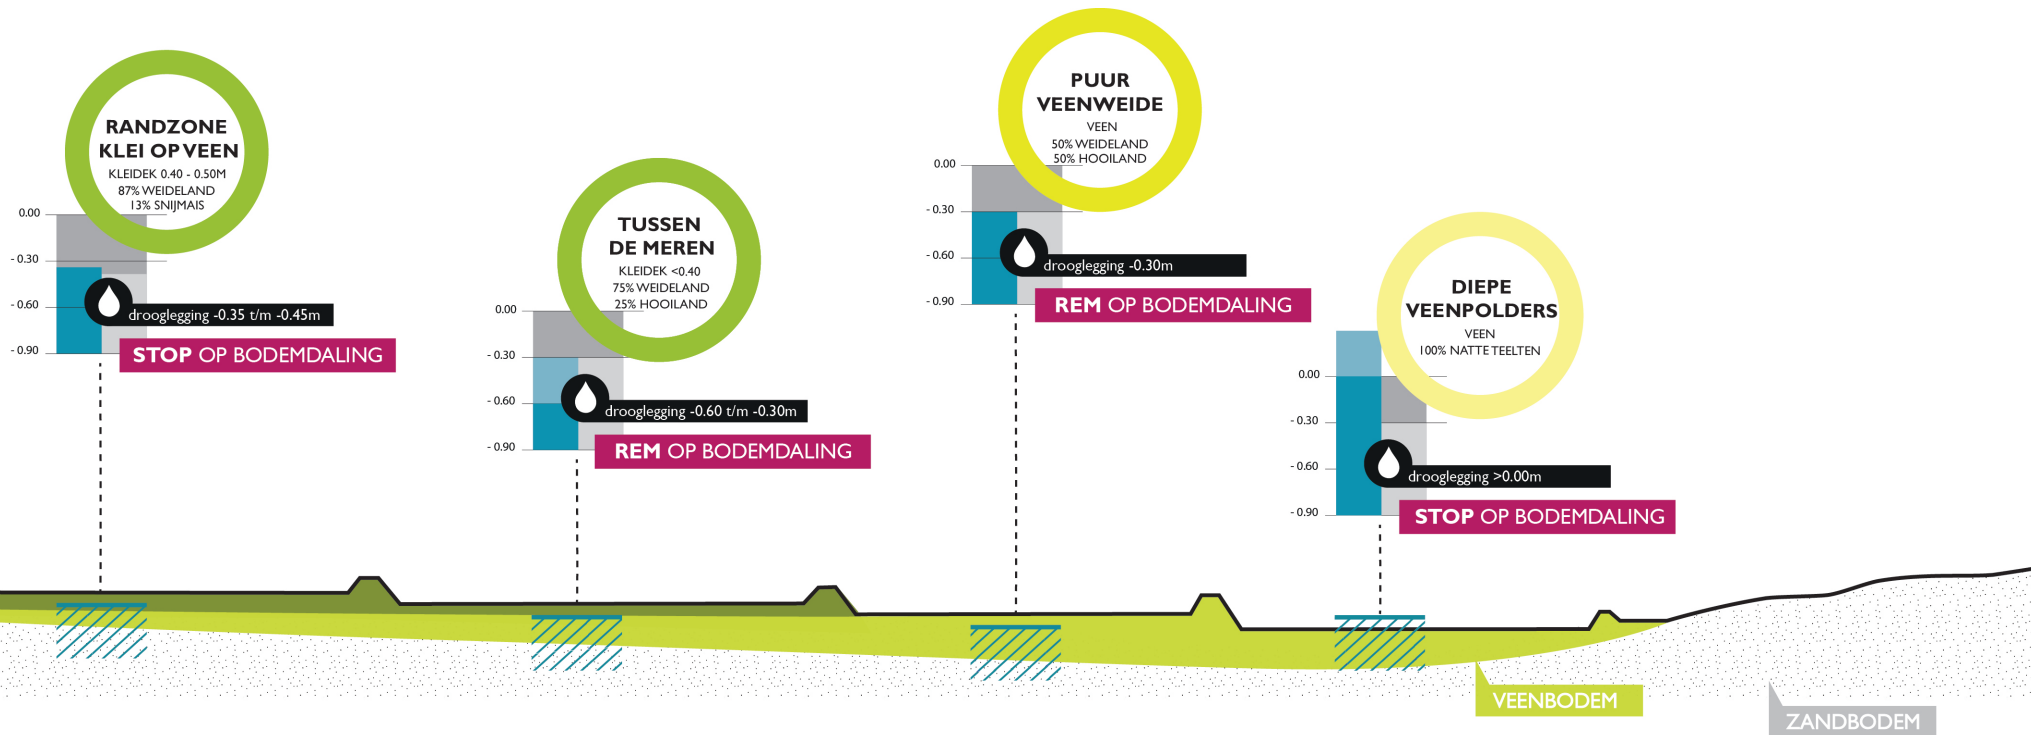 RANDZONE
KLEI OP VEEN
KLEIDEK 0.40 - 0.50M
87% WEIDELAND
13% SNIJMAIS
0.00
- 0.30
- 0.60
- 0.90
drooglegging -0.35 t/m -0.45m
STOP OP BODEMDALING
TUSSEN
DE MEREN
KLEIDEK <0.40
75% WEIDELAND
25% HOOILAND
0.00
- 0.30
- 0.60
- 0.90
drooglegging -0.60 t/m -0.30m
REM OP BODEMDALING
PUUR
VEENWEIDE
VEEN
50% WEIDELAND
50% HOOILAND
0.00
- 0.30
- 0.60
- 0.90
drooglegging -0.30m
REM OP BODEMDALING
DIEPE
VEENPOLDERS
VEEN
100% NATTE TEELTEN
0.00
- 0.30
- 0.60
- 0.90
drooglegging >0.00m
STOP OP BODEMDALING
VEENBODEM
ZANDBODEM